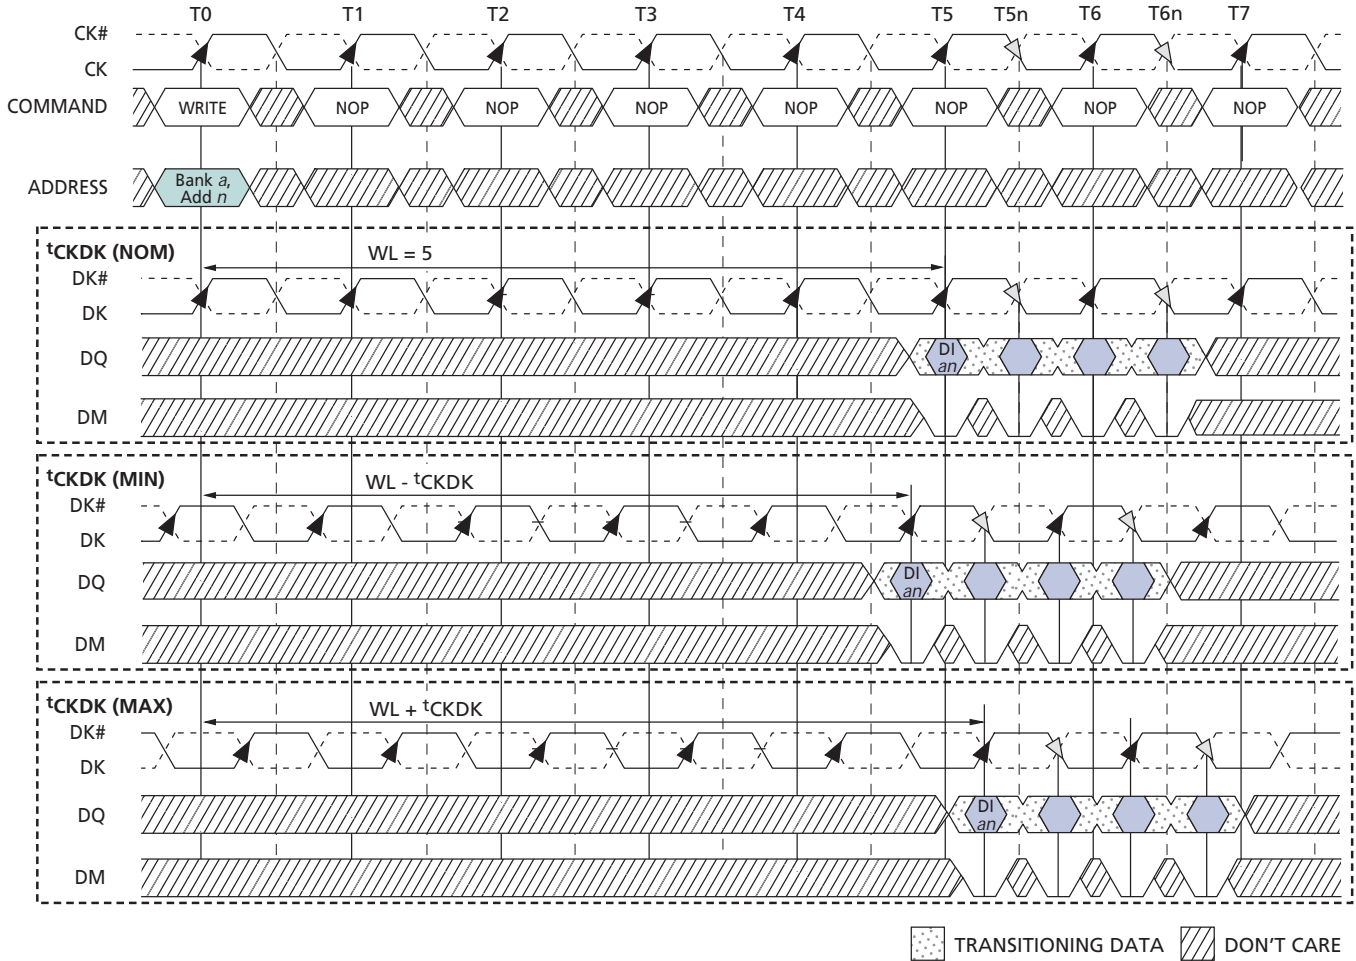 T0 T1 T2 T3 T4 T5 T5n T6 T6n T7
CK#
CK
COMMAND WRITE NOP NOP NOP NOP NOP NOP NOP
ADDRESS Bank a,
Add n
tCKDK (NOM)
WL = 5
DK#
DK
DQ DI
an
DM
tCKDK (MIN)
WL - tCKDK
DK#
DK
DQ DI
an
DM
tCKDK (MAX)
WL + tCKDK
DK#
DK
DQ DI
an
DM
TRANSITIONING DATA DON'T CARE